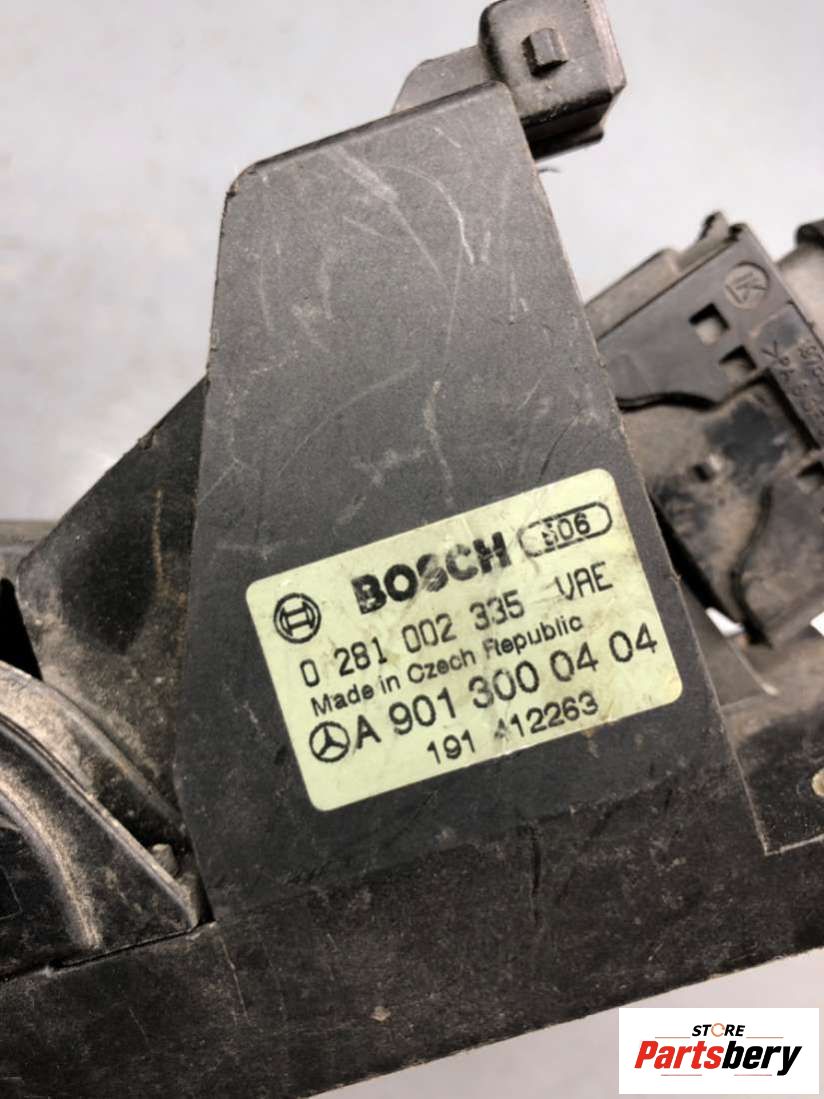 BOSCH 306
0 281 002 335 VAE
Made in Czech Republic
A 901 300 04 04
191 412263
STORE
Partsbery